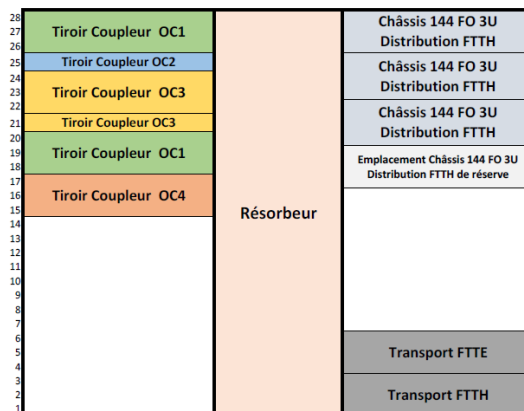 28
27
26
25
24
23
22
21
20
19
18
17
16
15
14
13
12
11
10
9
8
7
6
5
4
3
2
1
Tiroir Coupleur OC1
Tiroir Coupleur OC2
Tiroir Coupleur OC3
Tiroir Coupleur OC3
Tiroir Coupleur OC1
Tiroir Coupleur OC4
Résorbeur
Châssis 144 FO 3U
Distribution FTTH
Châssis 144 FO 3U
Distribution FTTH
Châssis 144 FO 3U
Distribution FTTH
Emplacement Châssis 144 FO 3U
Distribution FTTH de réserve
Transport FTTE
Transport FTTH